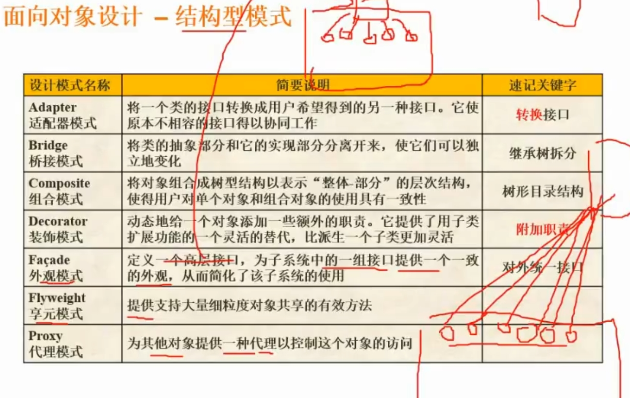 面向对象设计 – 结构型模式
设计模式名称 简要说明 速记关键字
Adapter
适配器模式
将一个类的接口转换成用户希望得到的另一种接口。它使
原本不相容的接口得以协同工作
转换接口
Bridge
桥接模式
将类的抽象部分和它的实现部分分离开来,使它们可以独
立地变化
继承树拆分
Composite
组合模式
将对象组合成树型结构以表示“整体-部分”的层次结构,
使得用户对单个对象和组合对象的使用具有一致性
树形目录结构
Decorator
装饰模式
动态地给一个对象添加一些额外的职责。它提供了用子类
扩展功能的一个灵活的替代,比派生一个子类更加灵活
附加职责
Façade
外观模式
定义一个高层接口,为子系统中的一组接口提供一个一致
的外观,从而简化了该子系统的使用
对外统一接口
Flyweight
享元模式
提供支持大量细粒度对象共享的有效方法
Proxy
代理模式
为其他对象提供一种代理以控制这个对象的访问